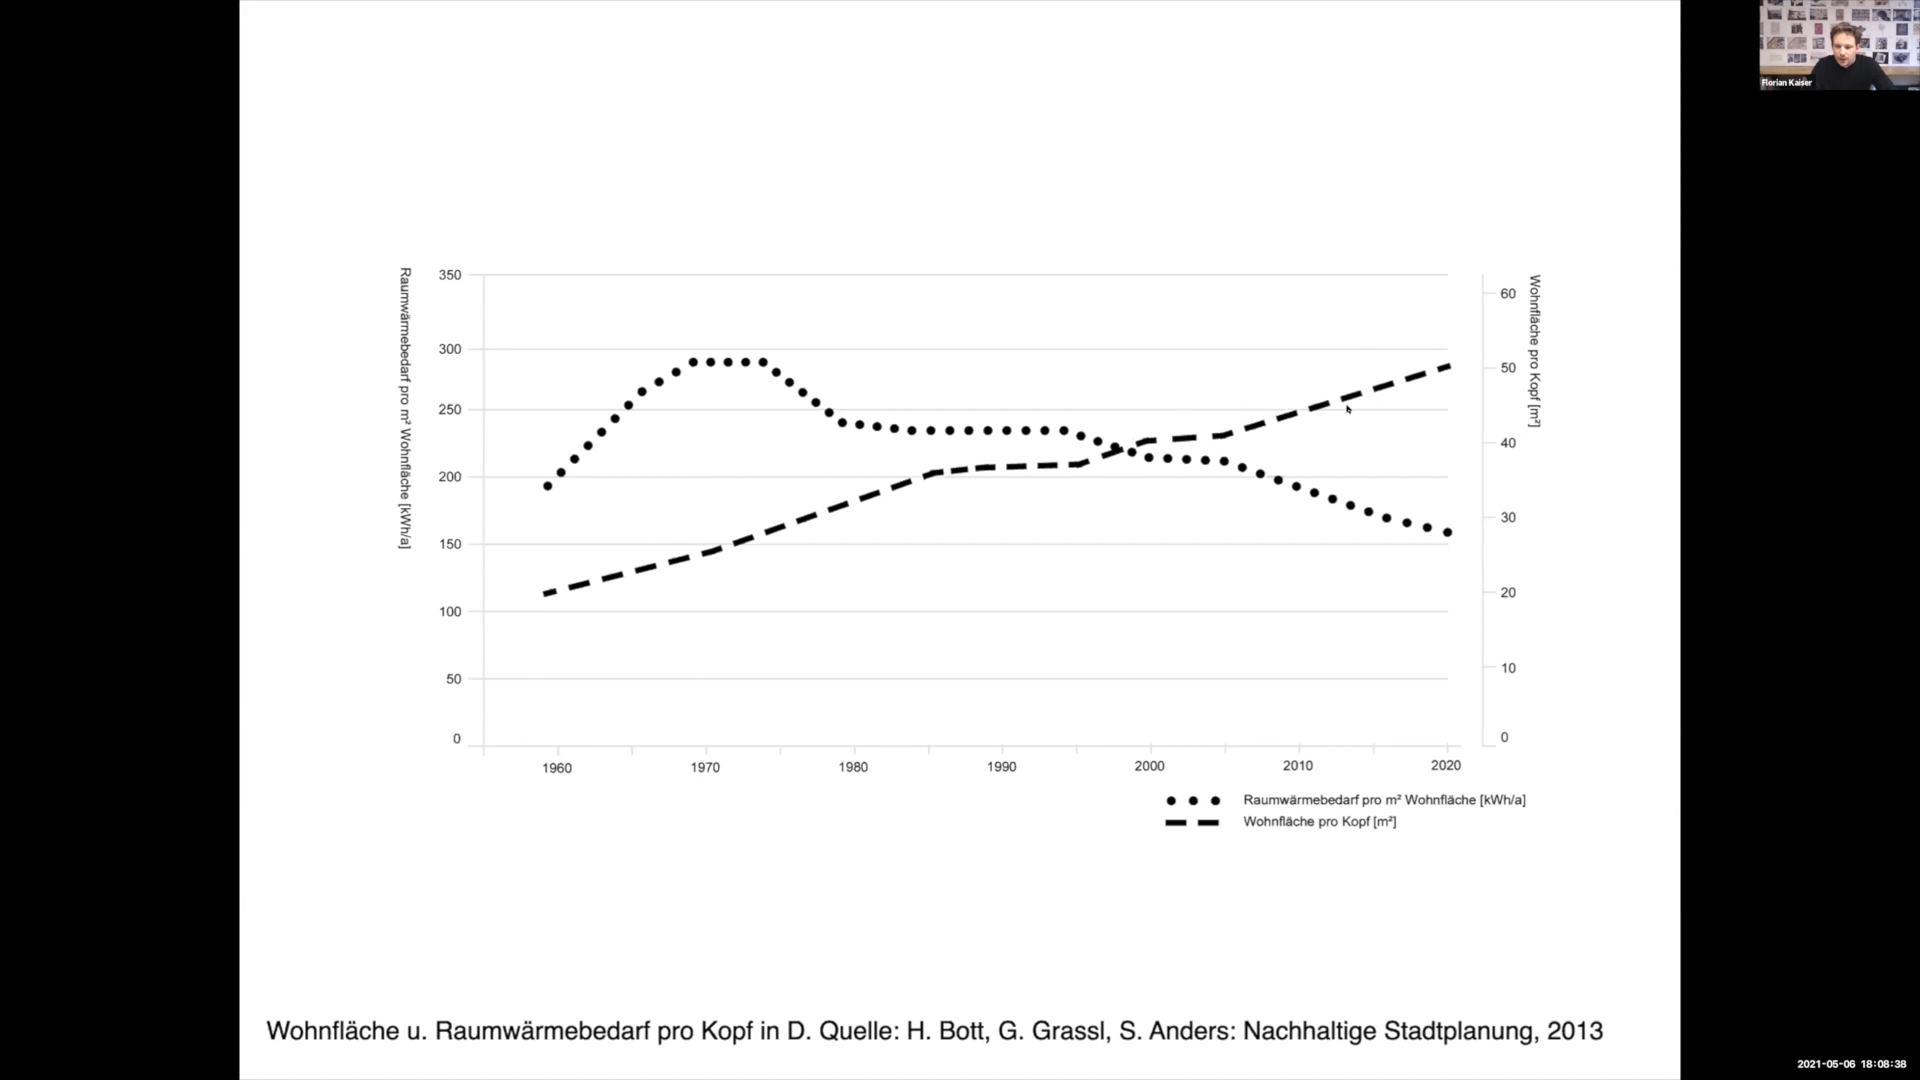 Florian Kaiser
Raumwärmebedarf pro m² Wohnfläche [kWh/a]
350
300
250
200
150
100
50
0
60
50
40
30
20
10
0
Wohnfläche pro Kopf [m²]
1960 1970 1980 1990 2000 2010 2020
Raumwärmebedarf pro m² Wohnfläche [kWh/a]
Wohnfläche pro Kopf [m²]
Wohnfläche u. Raumwärmebedarf pro Kopf in D. Quelle: H. Bott, G. Grassl, S. Anders: Nachhaltige Stadtplanung, 2013
2021-05-06 18:08:38